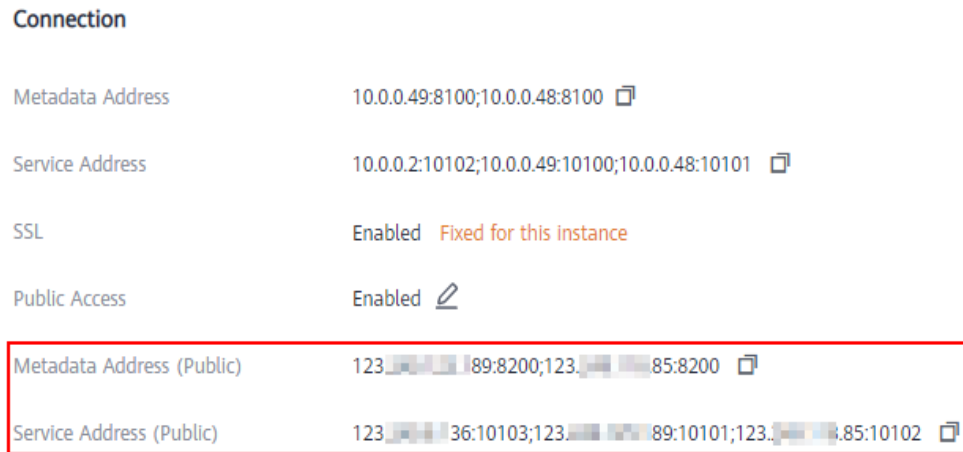 Connection
Metadata Address 10.0.0.49:8100;10.0.0.48:8100
Service Address 10.0.0.2:10102;10.0.0.49:10100;10.0.0.48:10101
SSL Enabled Fixed for this instance
Public Access Enabled
Metadata Address (Public) 123. 89:8200;123. 85:8200
Service Address (Public) 123 36:10103;123. 89:10101;123. .85:10102